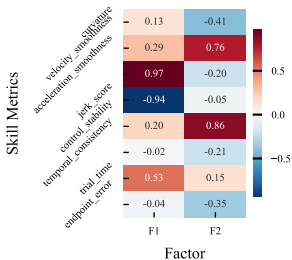 curvature
0.13 -0.41
velocity_smoothness
0.29 0.76
acceleration_smoothness
0.97 -0.20
jerk_score
-0.94 -0.05
control_stability
0.20 0.86
temporal_consistency
-0.02 -0.21
trial_time
0.53 0.15
endpoint_error
-0.04 -0.35
F1 F2
Factor
Skill Metrics
0.5
0.0
−0.5